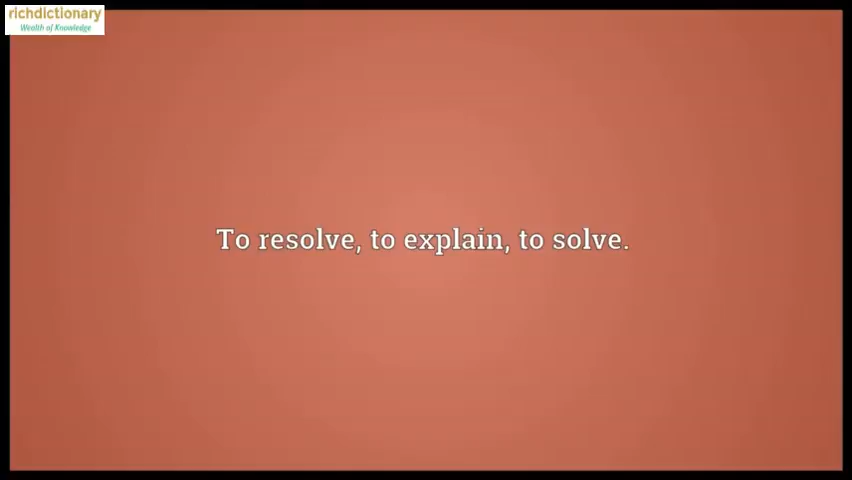 richdictionary
Wealth of Knowledge
To resolve, to explain, to solve.